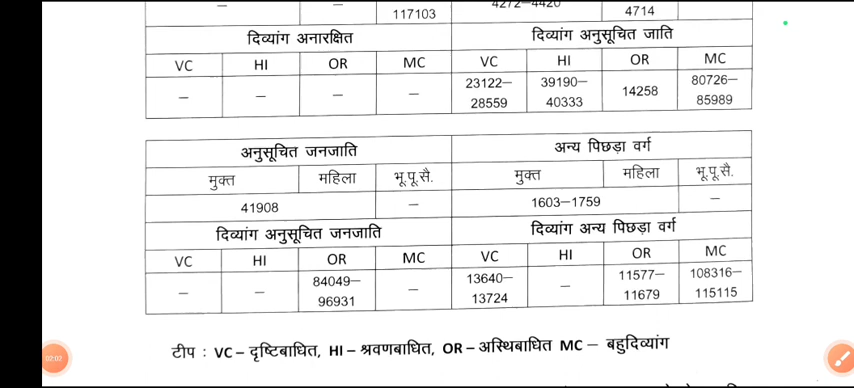 – – 117103 4272–4420 4714
दिव्यांग अनारक्षित दिव्यांग अनुसूचित जाति
VC HI OR MC VC HI OR MC
– – – – 23122–28559 39190–40333 14258 80726–85989
अनुसूचित जनजाति अन्य पिछड़ा वर्ग
मुक्त महिला भू.पू.सै. मुक्त महिला भू.पू.सै.
41908 – 1603–1759 –
दिव्यांग अनुसूचित जनजाति दिव्यांग अन्य पिछड़ा वर्ग
VC HI OR MC VC HI OR MC
– – 84049–96931 – 13640–13724 – 11577–11679 108316–115115
टीप : VC – दृष्टिबाधित, HI – श्रवणबाधित, OR – अस्थिबाधित MC – बहुदिव्यांग
02:02